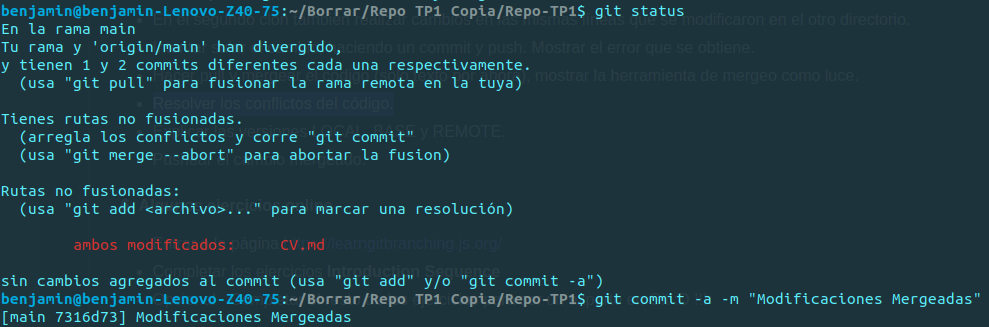 benjamin@benjamin-Lenovo-Z40-75:~/Borrar/Repo TP1 Copia/Repo-TP1$ git status
En la rama main
Tu rama y 'origin/main' han divergido,
y tienen 1 y 2 commits diferentes cada una respectivamente.
  (usa "git pull" para fusionar la rama remota en la tuya)

Tienes rutas no fusionadas.
  (arregla los conflictos y corre "git commit"
  (usa "git merge --abort" para abortar la fusion)

Rutas no fusionadas:
  (usa "git add <archivo>..." para marcar una resolución)

        ambos modificados:     CV.md

sin cambios agregados al commit (usa "git add" y/o "git commit -a")
benjamin@benjamin-Lenovo-Z40-75:~/Borrar/Repo TP1 Copia/Repo-TP1$ git commit -a -m "Modificaciones Mergeadas"
[main 7316d73] Modificaciones Mergeadas